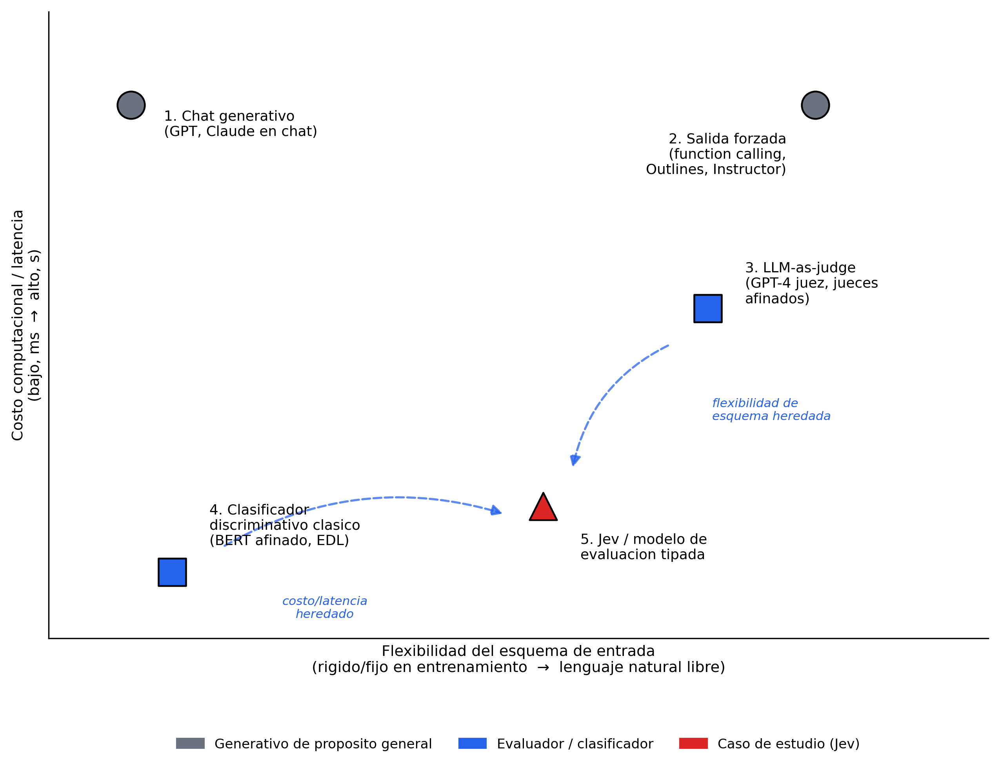 Costo computacional / latencia
(bajo, ms → alto, s)
1. Chat generativo
(GPT, Claude en chat)
2. Salida forzada
(function calling,
Outlines, Instructor)
3. LLM-as-judge
(GPT-4 juez, jueces
afinados)
flexibilidad de
esquema heredada
4. Clasificador
discriminativo clasico
(BERT afinado, EDL)
5. Jev / modelo de
evaluacion tipada
costo/latencia
heredado
Flexibilidad del esquema de entrada
(rigido/fijo en entrenamiento → lenguaje natural libre)
Generativo de proposito general
Evaluador / clasificador
Caso de estudio (Jev)